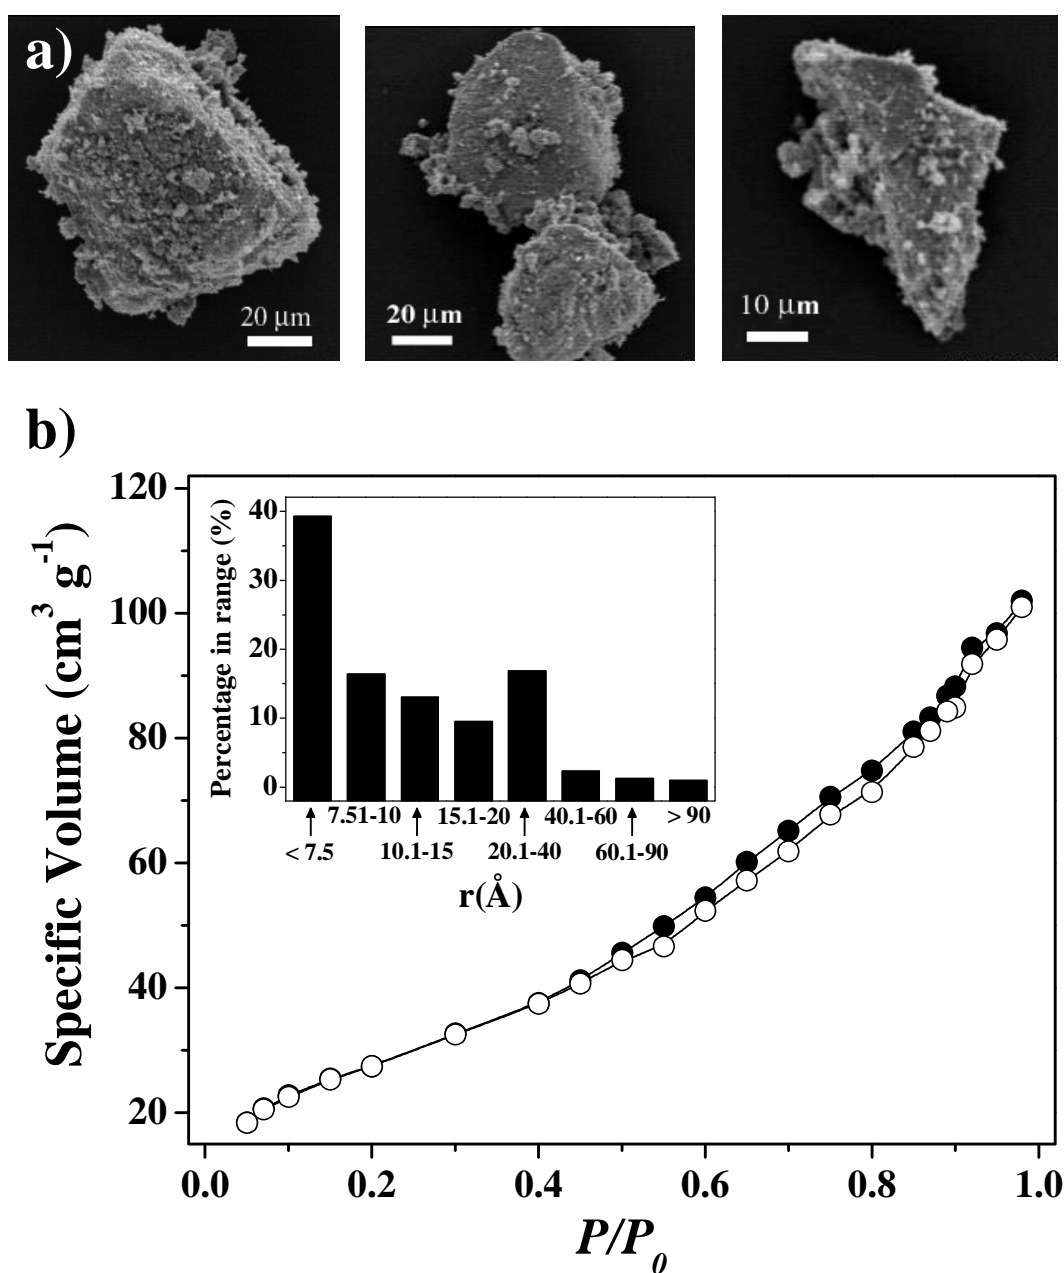 a)
20 μm
20 μm
10 μm
b)
Specific Volume (cm³ g⁻¹)
120
100
80
60
40
20
0.0 0.2 0.4 0.6 0.8 1.0
P/P₀
Percentage in range (%)
40
30
20
10
0
7.51-10 15.1-20 40.1-60 > 90
< 7.5 10.1-15 20.1-40 60.1-90
r(Å)